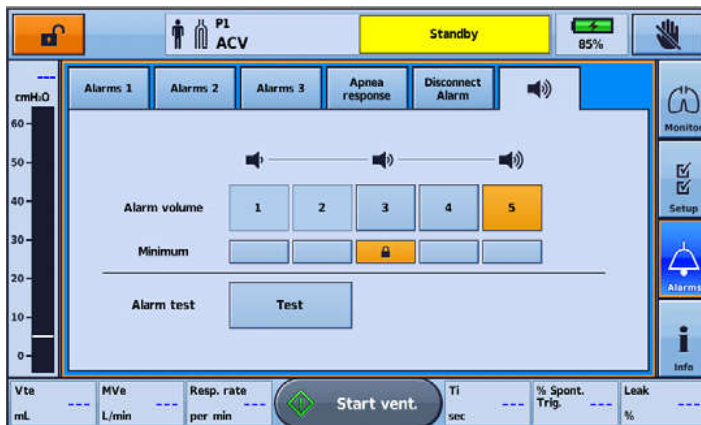 P1
ACV
Standby
85%
cmH2O
---
60
50
40
30
20
10
0
Alarms 1
Alarms 2
Alarms 3
Apnea
response
Disconnect
Alarm
Alarm volume
1
2
3
4
5
Minimum
Alarm test
Test
Monitor
Setup
Alarms
i
Info
Vte
---
mL
MVe
---
L/min
Resp. rate
---
per min
Start vent.
Ti
---
sec
% Spont.
Trig.
---
Leak
---
%